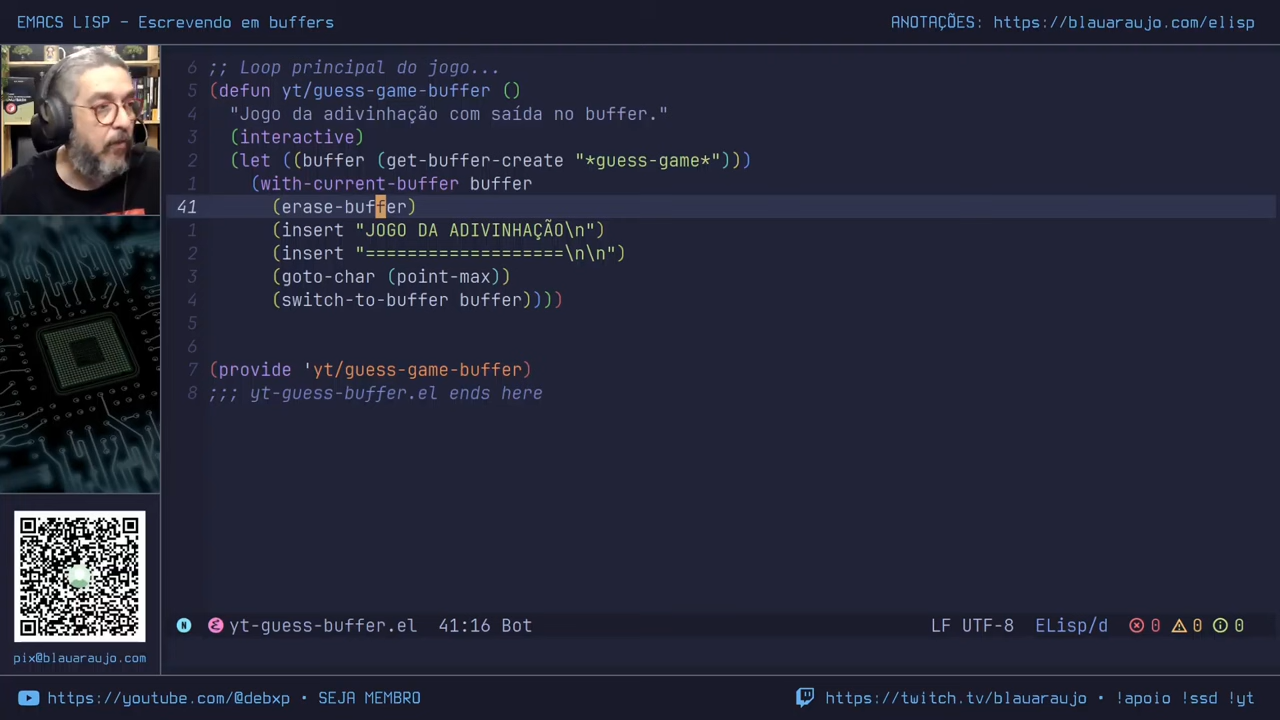 EMACS LISP - Escrevendo em buffers
ANOTAÇÕES: https://blauaraujo.com/elisp
6 ;; Loop principal do jogo...
5 (defun yt/guess-game-buffer ()
4   "Jogo da adivinhação com saída no buffer."
3   (interactive)
2   (let ((buffer (get-buffer-create "*guess-game*")))
1     (with-current-buffer buffer
41      (erase-buffer)
1       (insert "JOGO DA ADIVINHAÇÃO\n")
2       (insert "===================\n\n")
3       (goto-char (point-max))
4       (switch-to-buffer buffer))))
5
6
7 (provide 'yt/guess-game-buffer)
8 ;;; yt-guess-buffer.el ends here
N yt-guess-buffer.el 41:16 Bot
LF UTF-8 ELisp/d 0 0 0
pix@blauaraujo.com
https://youtube.com/@debxp • SEJA MEMBRO
https://twitch.tv/blauaraujo • !apoio !ssd !yt